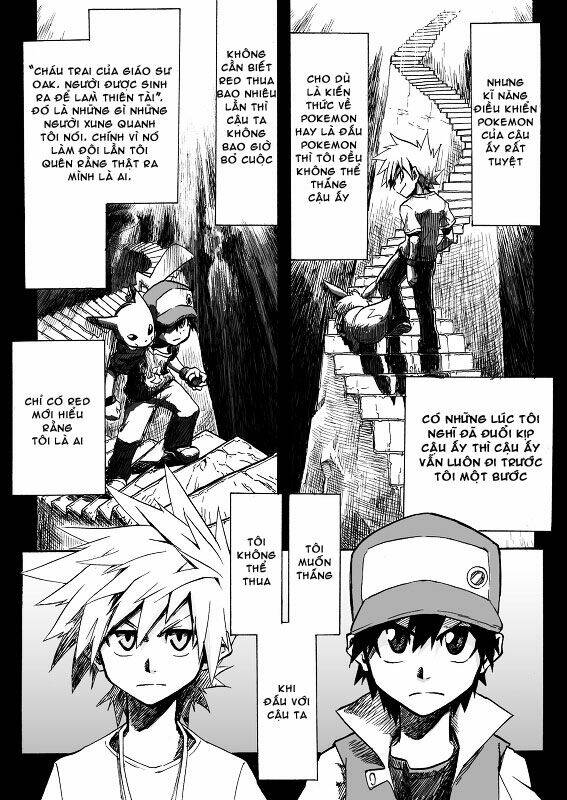 NHƯNG
KĨ NĂNG
ĐIỀU KHIỂN
POKEMON
CỦA CẬU
ẤY RẤT
TUYỆT
CHO DÙ
LÀ KIẾN
THỨC VỀ
POKEMON
HAY LÀ ĐẤU
POKEMON
THÌ TÔI ĐỀU
KHÔNG THỂ
THẮNG
CẬU ẤY
CÓ NHỮNG LÚC TÔI
NGHĨ ĐÃ ĐUỔI KỊP
CẬU ẤY THÌ CẬU ẤY
VẪN LUÔN ĐI TRƯỚC
TÔI MỘT BƯỚC
KHÔNG
CẦN BIẾT
RED THUA
BAO NHIÊU
LẦN THÌ
CẬU TA
KHÔNG
BAO GIỜ
BỎ CUỘC
"CHÁU TRAI CỦA GIÁO SƯ
OAK. NGƯỜI ĐƯỢC SINH
RA ĐỂ LÀM THIÊN TÀI".
ĐÓ LÀ NHỮNG GÌ NHỮNG
NGƯỜI XUNG QUANH
TÔI NÓI. CHÍNH VÌ NÓ
LÀM ĐÔI LẦN TÔI
QUÊN RẰNG THẬT RA
MÌNH LÀ AI.
CHỈ CÓ RED
MỚI HIỂU
RẰNG
TÔI LÀ AI
TÔI
MUỐN
THẮNG
TÔI
KHÔNG
THỂ
THUA
KHI
ĐẤU VỚI
CẬU TA